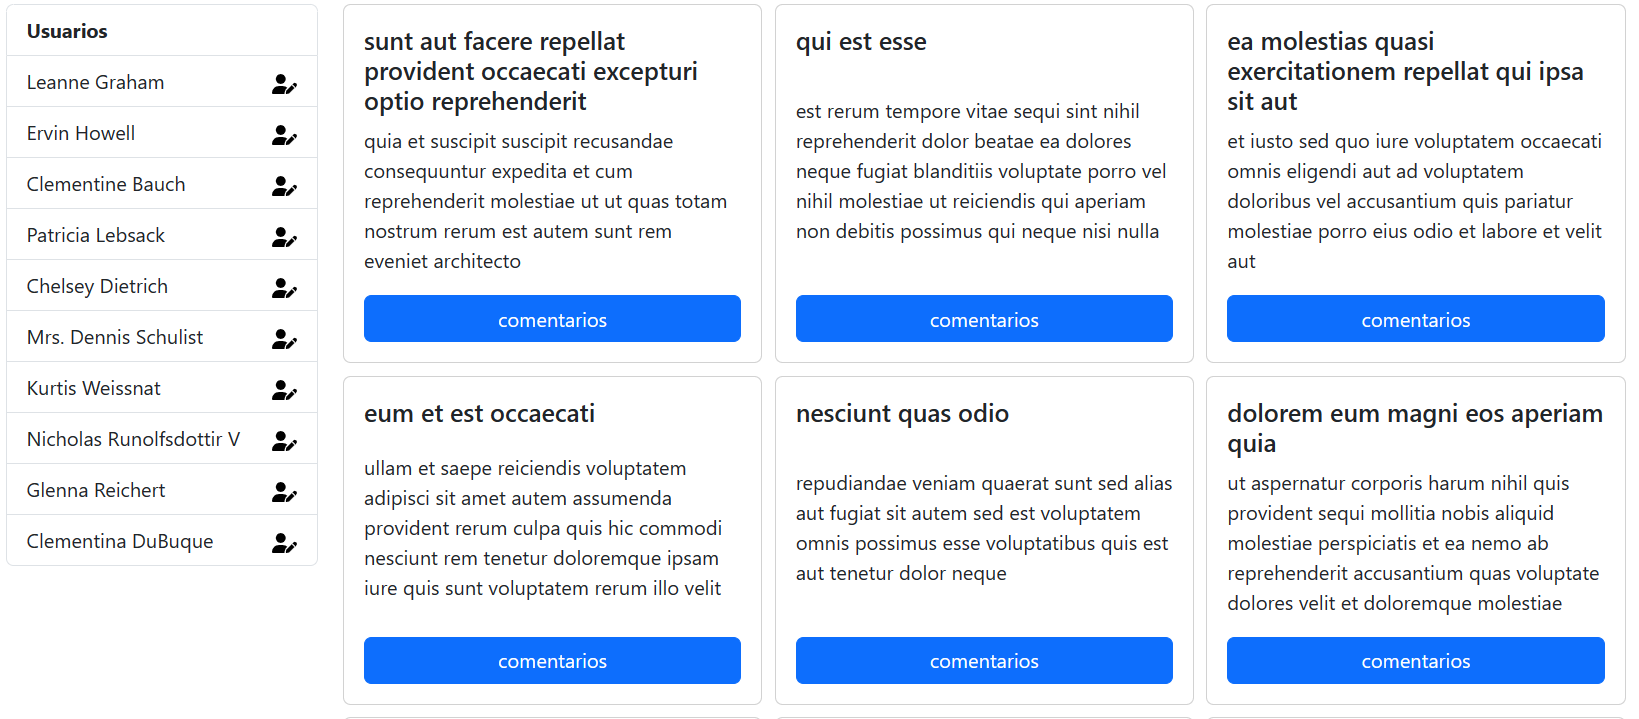 Usuarios
Leanne Graham
Ervin Howell
Clementine Bauch
Patricia Lebsack
Chelsey Dietrich
Mrs. Dennis Schulist
Kurtis Weissnat
Nicholas Runolfsdottir V
Glenna Reichert
Clementina DuBuque
sunt aut facere repellat
provident occaecati excepturi
optio reprehenderit
quia et suscipit suscipit recusandae
consequuntur expedita et cum
reprehenderit molestiae ut ut quas totam
nostrum rerum est autem sunt rem
eveniet architecto
comentarios
qui est esse
est rerum tempore vitae sequi sint nihil
reprehenderit dolor beatae ea dolores
neque fugiat blanditiis voluptate porro vel
nihil molestiae ut reiciendis qui aperiam
non debitis possimus qui neque nisi nulla
comentarios
ea molestias quasi
exercitationem repellat qui ipsa
sit aut
et iusto sed quo iure voluptatem occaecati
omnis eligendi aut ad voluptatem
doloribus vel accusantium quis pariatur
molestiae porro eius odio et labore et velit
aut
comentarios
eum et est occaecati
ullam et saepe reiciendis voluptatem
adipisci sit amet autem assumenda
provident rerum culpa quis hic commodi
nesciunt rem tenetur doloremque ipsam
iure quis sunt voluptatem rerum illo velit
comentarios
nesciunt quas odio
repudiandae veniam quaerat sunt sed alias
aut fugiat sit autem sed est voluptatem
omnis possimus esse voluptatibus quis est
aut tenetur dolor neque
comentarios
dolorem eum magni eos aperiam
quia
ut aspernatur corporis harum nihil quis
provident sequi mollitia nobis aliquid
molestiae perspiciatis et ea nemo ab
reprehenderit accusantium quas voluptate
dolores velit et doloremque molestiae
comentarios